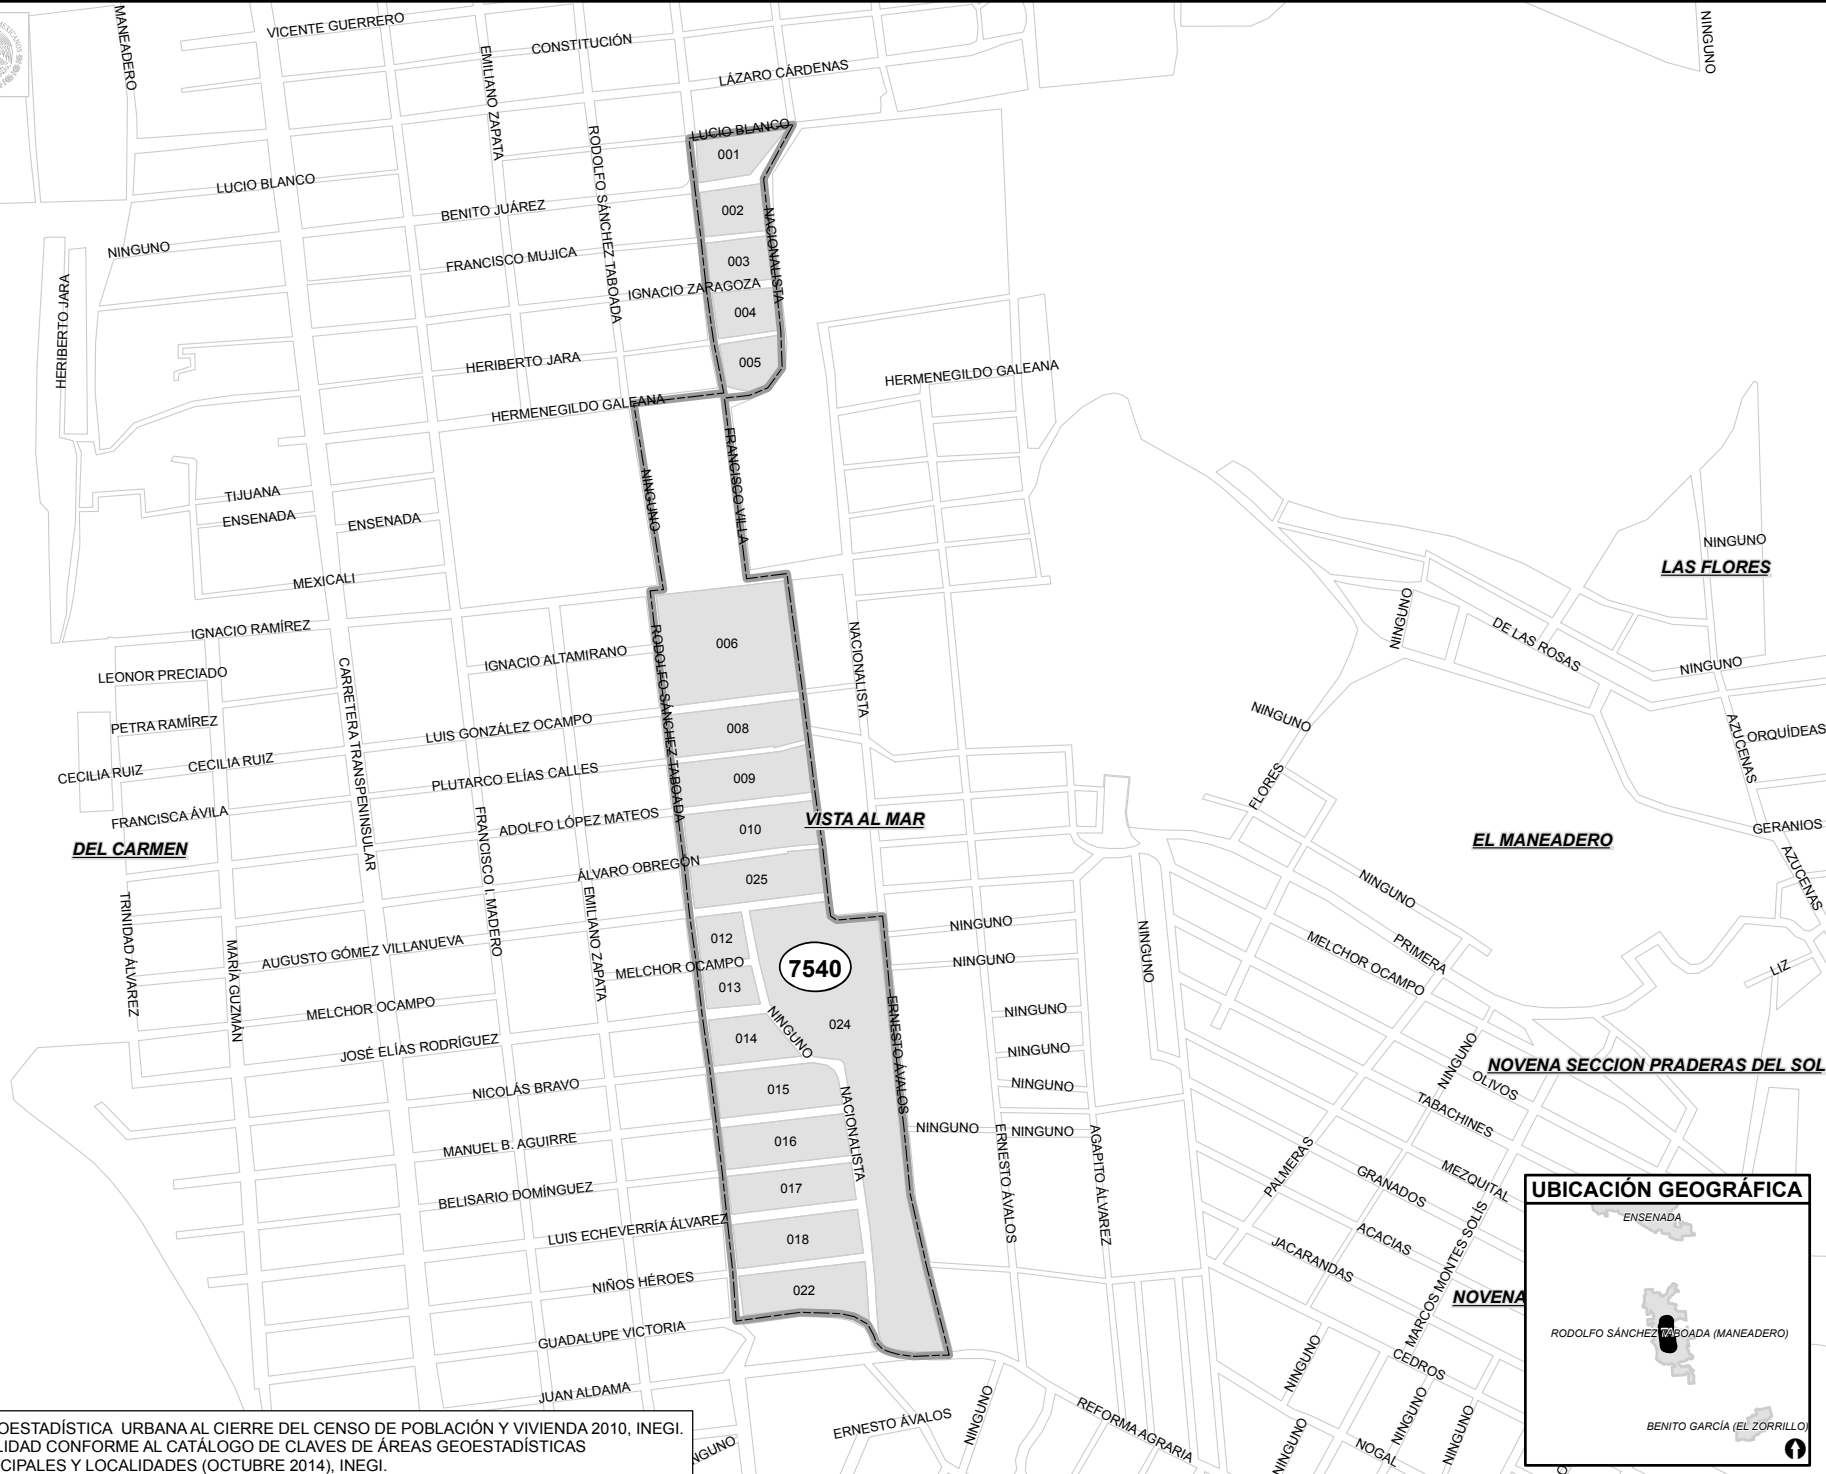 MANEADERO
VICENTE GUERRERO
EMILIANO ZAPATA
CONSTITUCIÓN
LÁZARO CÁRDENAS
NINGUNO
LUCIO BLANCO
RODOLFO SÁNCHEZ TABOADA
001
LUCIO BLANCO
BENITO JUÁREZ
002
NACIONALISTA
NINGUNO
FRANCISCO MUJICA
003
HERIBERTO JARA
IGNACIO ZARAGOZA
004
HERIBERTO JARA
005
HERMENEGILDO GALEANA
HERMENEGILDO GALEANA
FRANCISCO VILLA
NINGUNO
TIJUANA
ENSENADA
ENSENADA
NINGUNO
LAS FLORES
MEXICALI
NINGUNO
IGNACIO RAMÍREZ
RODOLFO SÁNCHEZ TABOADA
006
NACIONALISTA
DE LAS ROSAS
IGNACIO ALTAMIRANO
NINGUNO
LEONOR PRECIADO
CARRETERA TRANSPENINSULAR
PETRA RAMÍREZ
LUIS GONZÁLEZ OCAMPO
008
NINGUNO
AZUCENAS
ORQUÍDEAS
CECILIA RUIZ
CECILIA RUIZ
PLUTARCO ELÍAS CALLES
009
FLORES
FRANCISCA ÁVILA
FRANCISCO I. MADERO
ADOLFO LÓPEZ MATEOS
010
VISTA AL MAR
GERANIOS
DEL CARMEN
EL MANEADERO
ÁLVARO OBREGÓN
025
NINGUNO
AZUCENAS
TRINIDAD ÁLVAREZ
MARÍA GUZMÁN
EMILIANO ZAPATA
AUGUSTO GÓMEZ VILLANUEVA
012
NINGUNO
NINGUNO
PRIMERA
MELCHOR OCAMPO
MELCHOR OCAMPO
7540
NINGUNO
LIZ
013
MELCHOR OCAMPO
NINGUNO
024
ERNESTO ÁVALOS
NINGUNO
014
JOSÉ ELÍAS RODRÍGUEZ
NINGUNO
NINGUNO
NOVENA SECCION PRADERAS DEL SOL
NICOLÁS BRAVO
015
NACIONALISTA
NINGUNO
OLIVOS
TABACHINES
MANUEL B. AGUIRRE
016
NINGUNO
NINGUNO
ERNESTO ÁVALOS
AGAPITO ÁLVAREZ
PALMERAS
GRANADOS
MEZQUITAL
BELISARIO DOMÍNGUEZ
017
LUIS ECHEVERRÍA ÁLVAREZ
018
ACACIAS
JACARANDAS
MARCOS MONTES SOLÍS
NIÑOS HÉROES
022
NOVENA
GUADALUPE VICTORIA
NINGUNO
CEDROS
JUAN ALDAMA
ERNESTO ÁVALOS
NINGUNO
REFORMA AGRARIA
NINGUNO
NINGUNO
NINGUNO
NOGAL
UBICACIÓN GEOGRÁFICA
ENSENADA
RODOLFO SÁNCHEZ TABOADA (MANEADERO)
BENITO GARCÍA (EL ZORRILLO)
OESTADÍSTICA URBANA AL CIERRE DEL CENSO DE POBLACIÓN Y VIVIENDA 2010, INEGI.
LIDAD CONFORME AL CATÁLOGO DE CLAVES DE ÁREAS GEOESTADÍSTICAS
CIPALES Y LOCALIDADES (OCTUBRE 2014), INEGI.